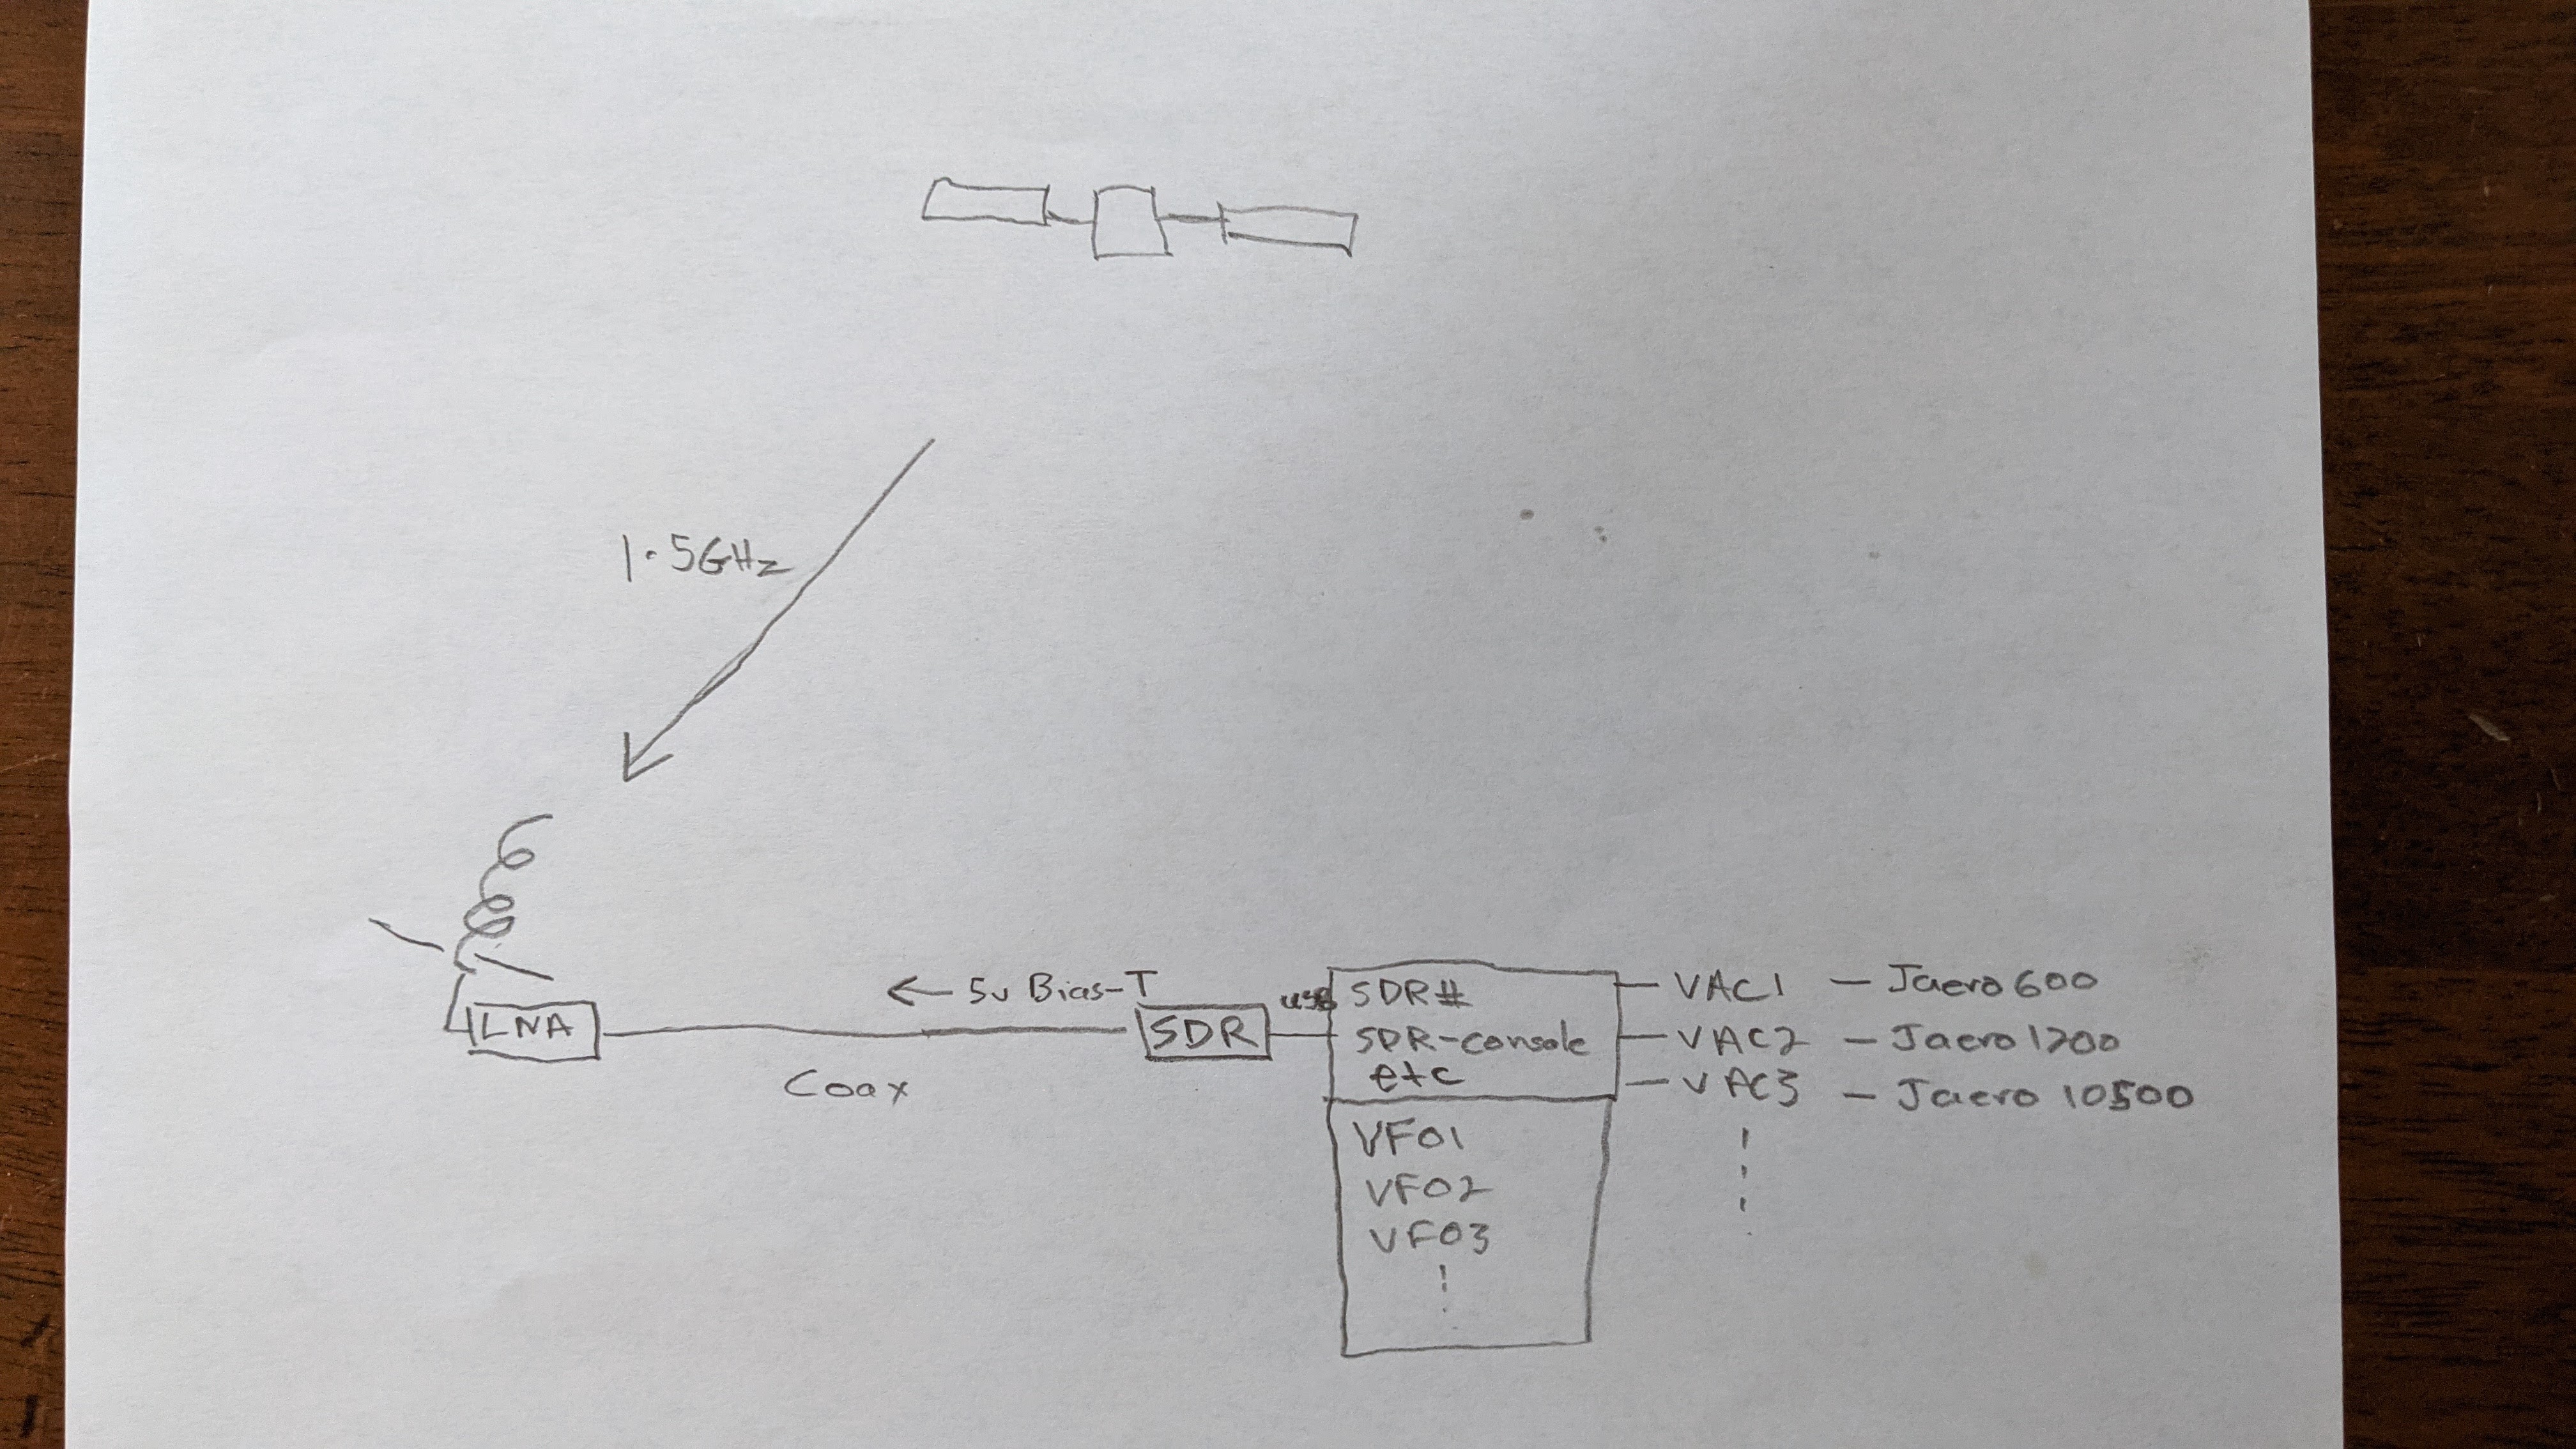 1.5GHz
← 5v Bias-T
LNA
Coax
SDR
USB
SDR#
SDR-console
etc
VFO1
VFO2
VFO3
VAC1 - Jaero 600
VAC2 - Jaero 1200
VAC3 - Jaero 10500